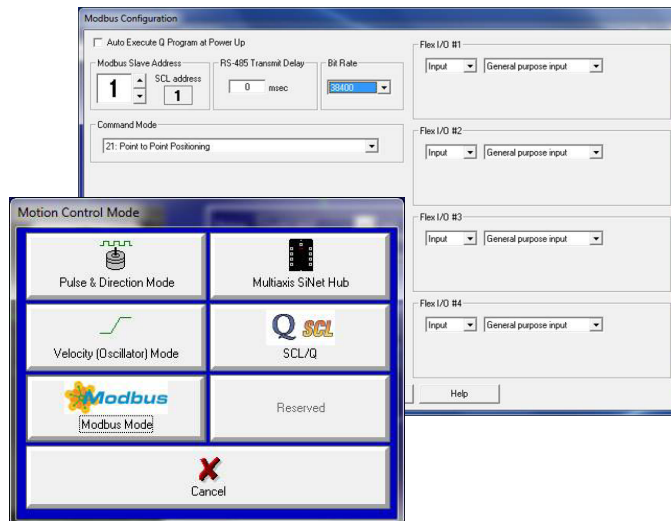 Modbus Configuration
Auto Execute Q Program at Power Up
Modbus Slave Address
1
SCL address
1
RS-485 Transmit Delay
0 msec
Bit Rate
38400
Command Mode
21: Point to Point Positioning
Flex I/O #1
Input General purpose input
Flex I/O #2
Input General purpose input
Flex I/O #3
Input General purpose input
Flex I/O #4
Input General purpose input
Help
Motion Control Mode
Pulse & Direction Mode
Multiaxis SiNet Hub
Velocity (Oscillator) Mode
Q SCL
SCL/Q
Modbus
Modbus Mode
Reserved
Cancel